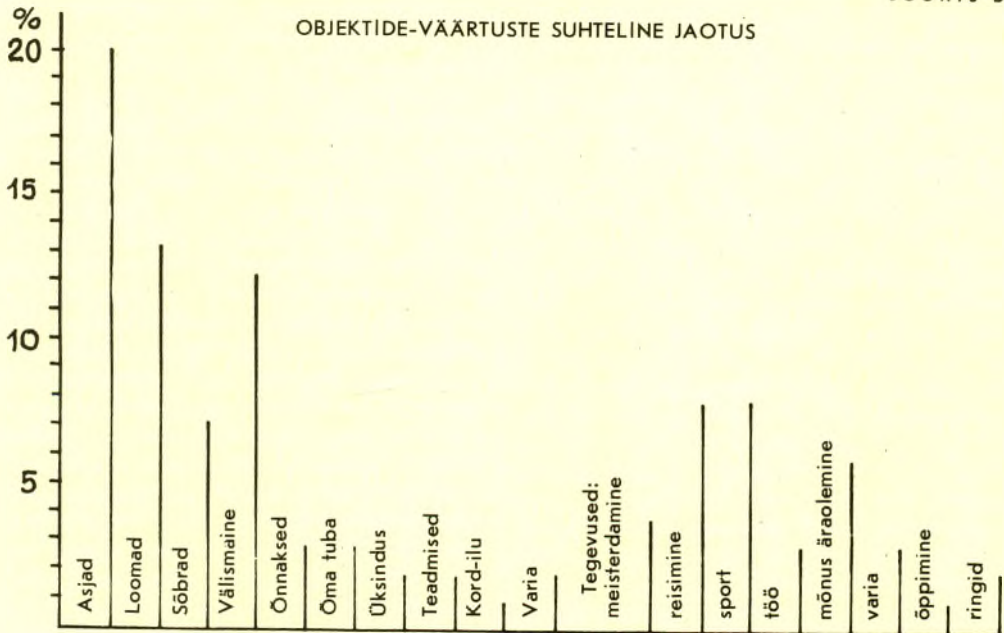 %
OBJEKTIDE-VÄÄRTUSTE SUHTELINE JAOTUS
20
15
10
5
Asjad
Loomad
Sõbrad
Välismaine
Õnnaksed
Õma tuba
Üksindus
Teadmised
Kord-ilu
Varia
Tegevused:
meisterdamine
reisimine
sport
töö
mõnus äraolemine
varia
õppimine
ringid